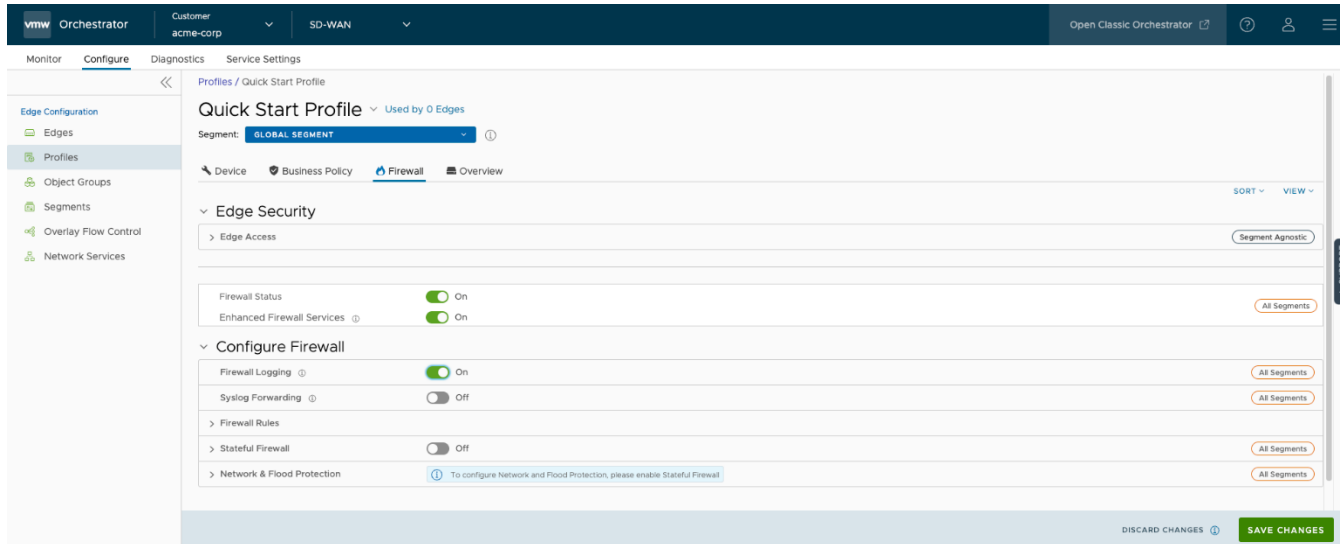 vmw Orchestrator
Customer
acme-corp
SD-WAN
Open Classic Orchestrator
Monitor Configure Diagnostics Service Settings
Edge Configuration
Edges
Profiles
Object Groups
Segments
Overlay Flow Control
Network Services
Profiles / Quick Start Profile
Quick Start Profile Used by 0 Edges
Segment: GLOBAL SEGMENT
Device Business Policy Firewall Overview
SORT VIEW
Edge Security
Edge Access Segment Agnostic
Firewall Status On
All Segments
Enhanced Firewall Services On
Configure Firewall
Firewall Logging On All Segments
Syslog Forwarding Off All Segments
Firewall Rules
Stateful Firewall Off All Segments
Network & Flood Protection To configure Network and Flood Protection, please enable Stateful Firewall All Segments
DISCARD CHANGES SAVE CHANGES